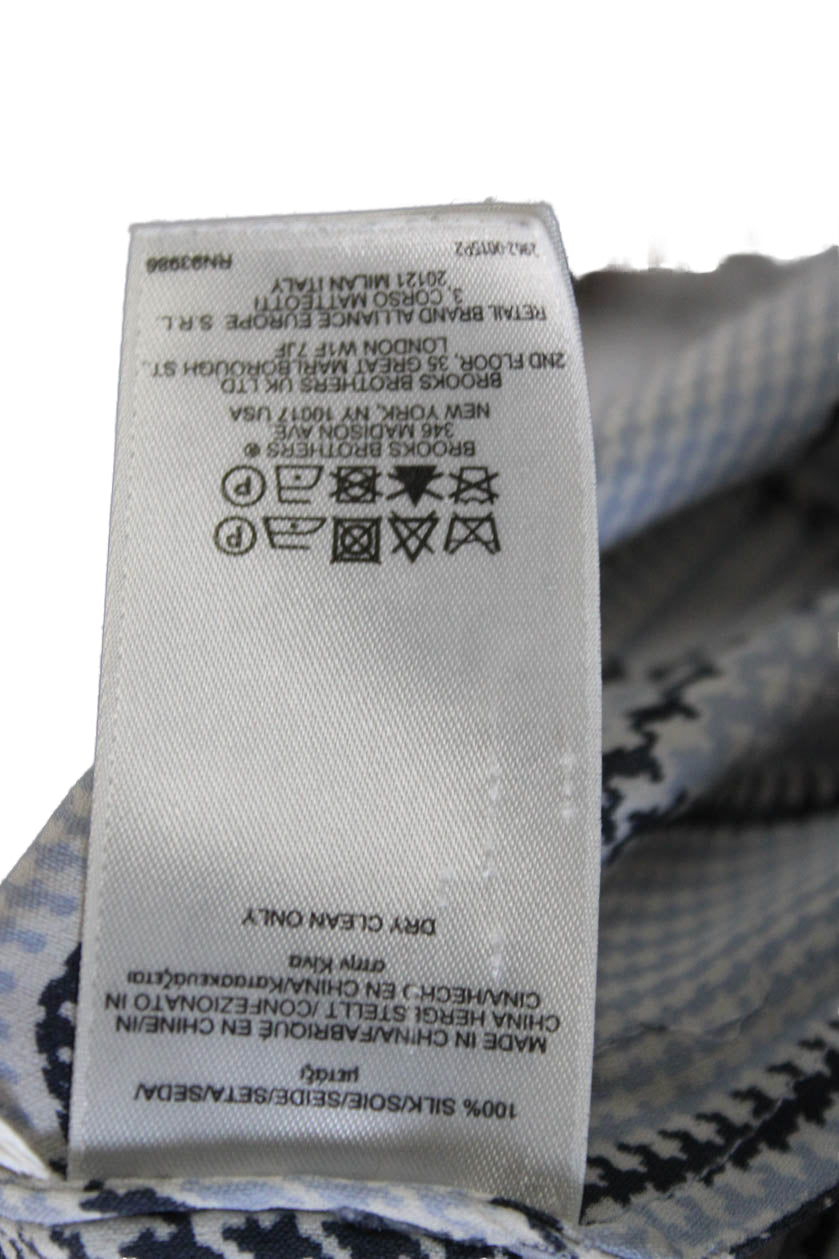 100% SILK/SOIE/SEIDE/SETA/SEDA/
μετάξι
MADE IN CHINA/FABRIQUÉ EN CHINE/IN
CHINA HERGESTELLT/CONFEZIONATO IN
CINA/HECHO EN CHINA/Κατασκευάζεται
στην Κίνα
DRY CLEAN ONLY
P
P
BROOKS BROTHERS ®
346 MADISON AVE.
NEW YORK, NY 10017 USA
BROOKS BROTHERS UK LTD
2ND FLOOR, 35 GREAT MARLBOROUGH ST.,
LONDON W1F 7JF
RETAIL BRAND ALLIANCE EUROPE S.R.L.
3, CORSO MATTEOTTI
20121 MILAN ITALY
RN93986